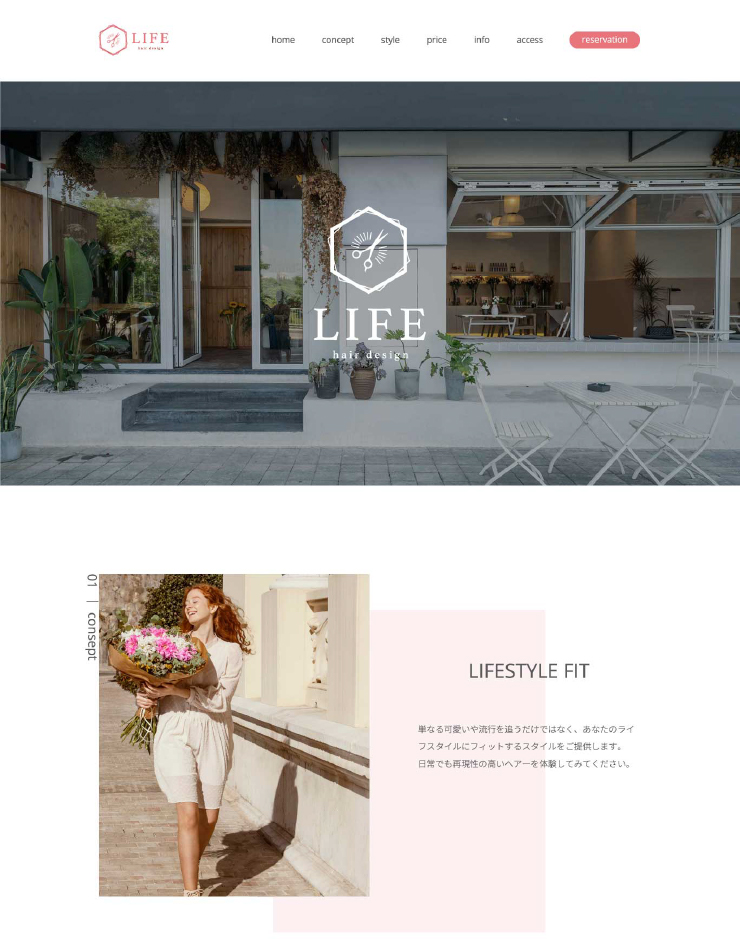 LIFE
hair design
home concept style price info access reservation
LIFE
hair design
01 | consept
LIFESTYLE FIT
単なる可愛いや流行を追うだけではなく、あなたのライ
フスタイルにフィットするスタイルをご提供します。
日常でも再現性の高いヘアーを体験してみてください。